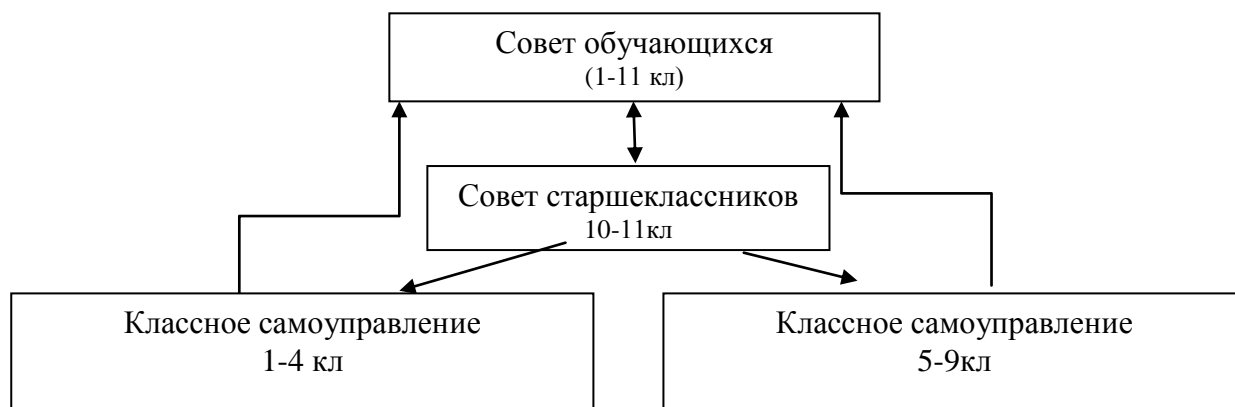 Совет обучающихся
(1-11 кл)
Совет старшеклассников
10-11кл
Классное самоуправление
1-4 кл
Классное самоуправление
5-9кл